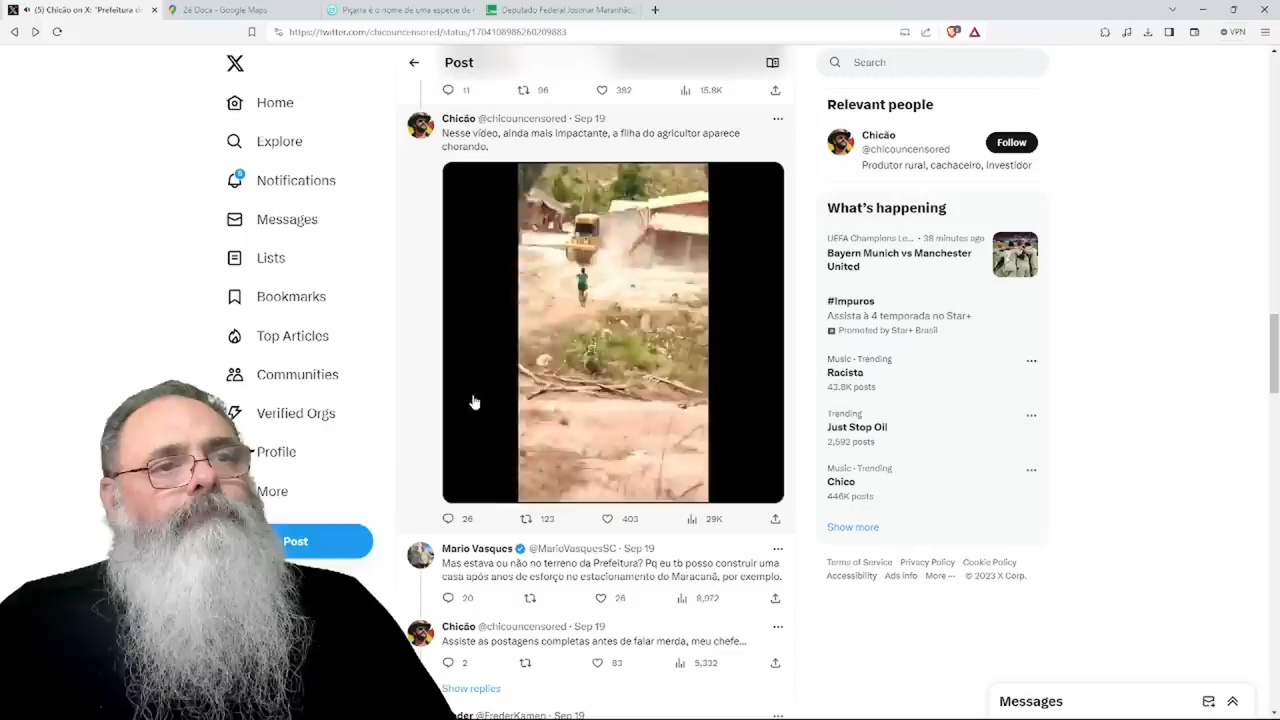 (5) Chicão on X: "Prefeitura d
Zé Doca - Google Maps
Piçarra é o nome de uma espécie de
Deputado Federal Josimar Maranhão
https://twitter.com/chicouncensored/status/1704108986260209883
VPN
Home
Explore
5
Notifications
Messages
Lists
Bookmarks
Top Articles
Communities
Verified Orgs
Profile
More
Post
Post
11
96
382
15.8K
Chicão @chicouncensored · Sep 19
Nesse vídeo, ainda mais impactante, a filha do agricultor aparece
chorando.
26
123
403
29K
Mario Vasques @MarioVasquesSC · Sep 19
Mas estava ou não no terreno da Prefeitura? Pq eu tb posso construir uma
casa após anos de esforço no estacionamento do Maracanã, por exemplo.
20
26
8,972
Chicão @chicouncensored · Sep 19
Assiste as postagens completas antes de falar merda, meu chefe...
2
83
5,332
Show replies
@FrederKamen · Sep 19
Search
Relevant people
Chicão
@chicouncensored
Follow
Produtor rural, cachaceiro, investidor
What's happening
UEFA Champions Le... · 38 minutes ago
Bayern Munich vs Manchester
United
#Impuros
Assista à 4 temporada no Star+
Promoted by Star+ Brasil
Music · Trending
Racista
43.8K posts
Trending
Just Stop Oil
2,592 posts
Music · Trending
Chico
446K posts
Show more
Terms of Service Privacy Policy Cookie Policy
Accessibility Ads info More ··· © 2023 X Corp.
Messages